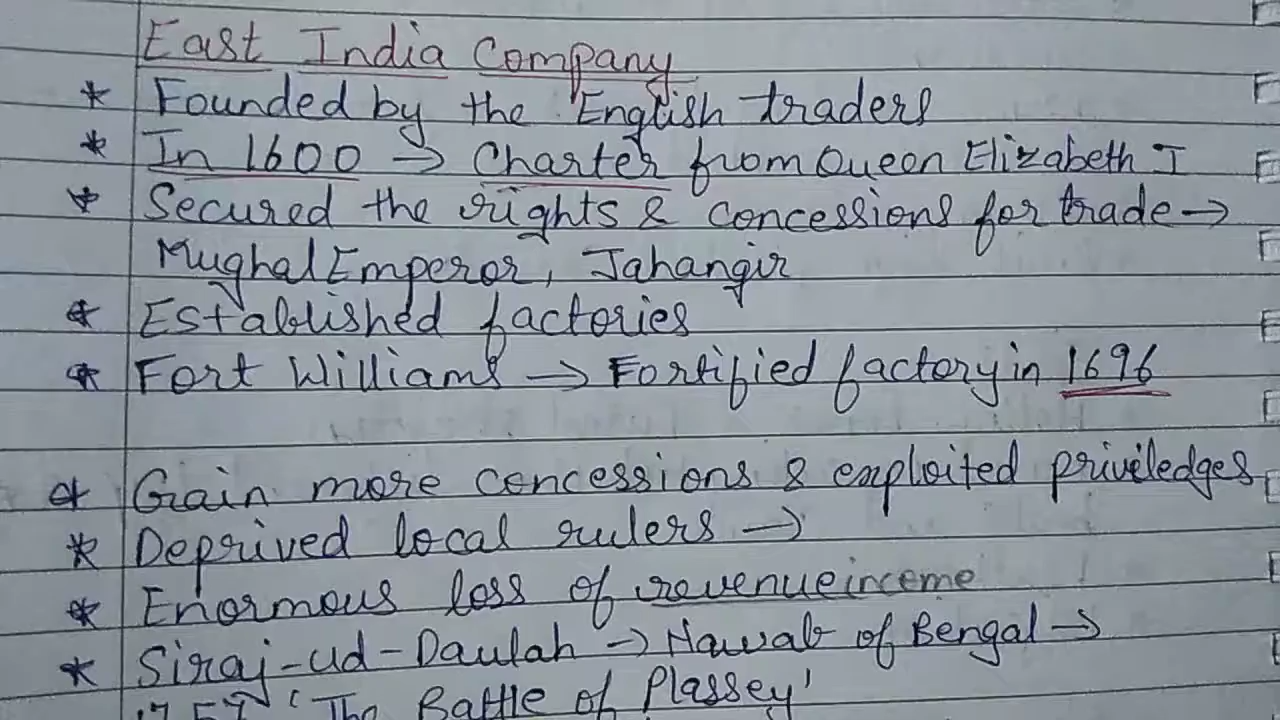 East India Company
* Founded by the English traders
* In 1600 → Charter from Queen Elizabeth I
* Secured the rights & concessions for trade →
Mughal Emperor, Jahangir
* Established factories
* Fort Williams → Fortified factory in 1696
* Grain more concessions & exploited priviledges
* Deprived local rulers →
* Enormous loss of revenue income
* Siraj-ud-Daulah → Nawab of Bengal →
1757 'The Battle of Plassey'